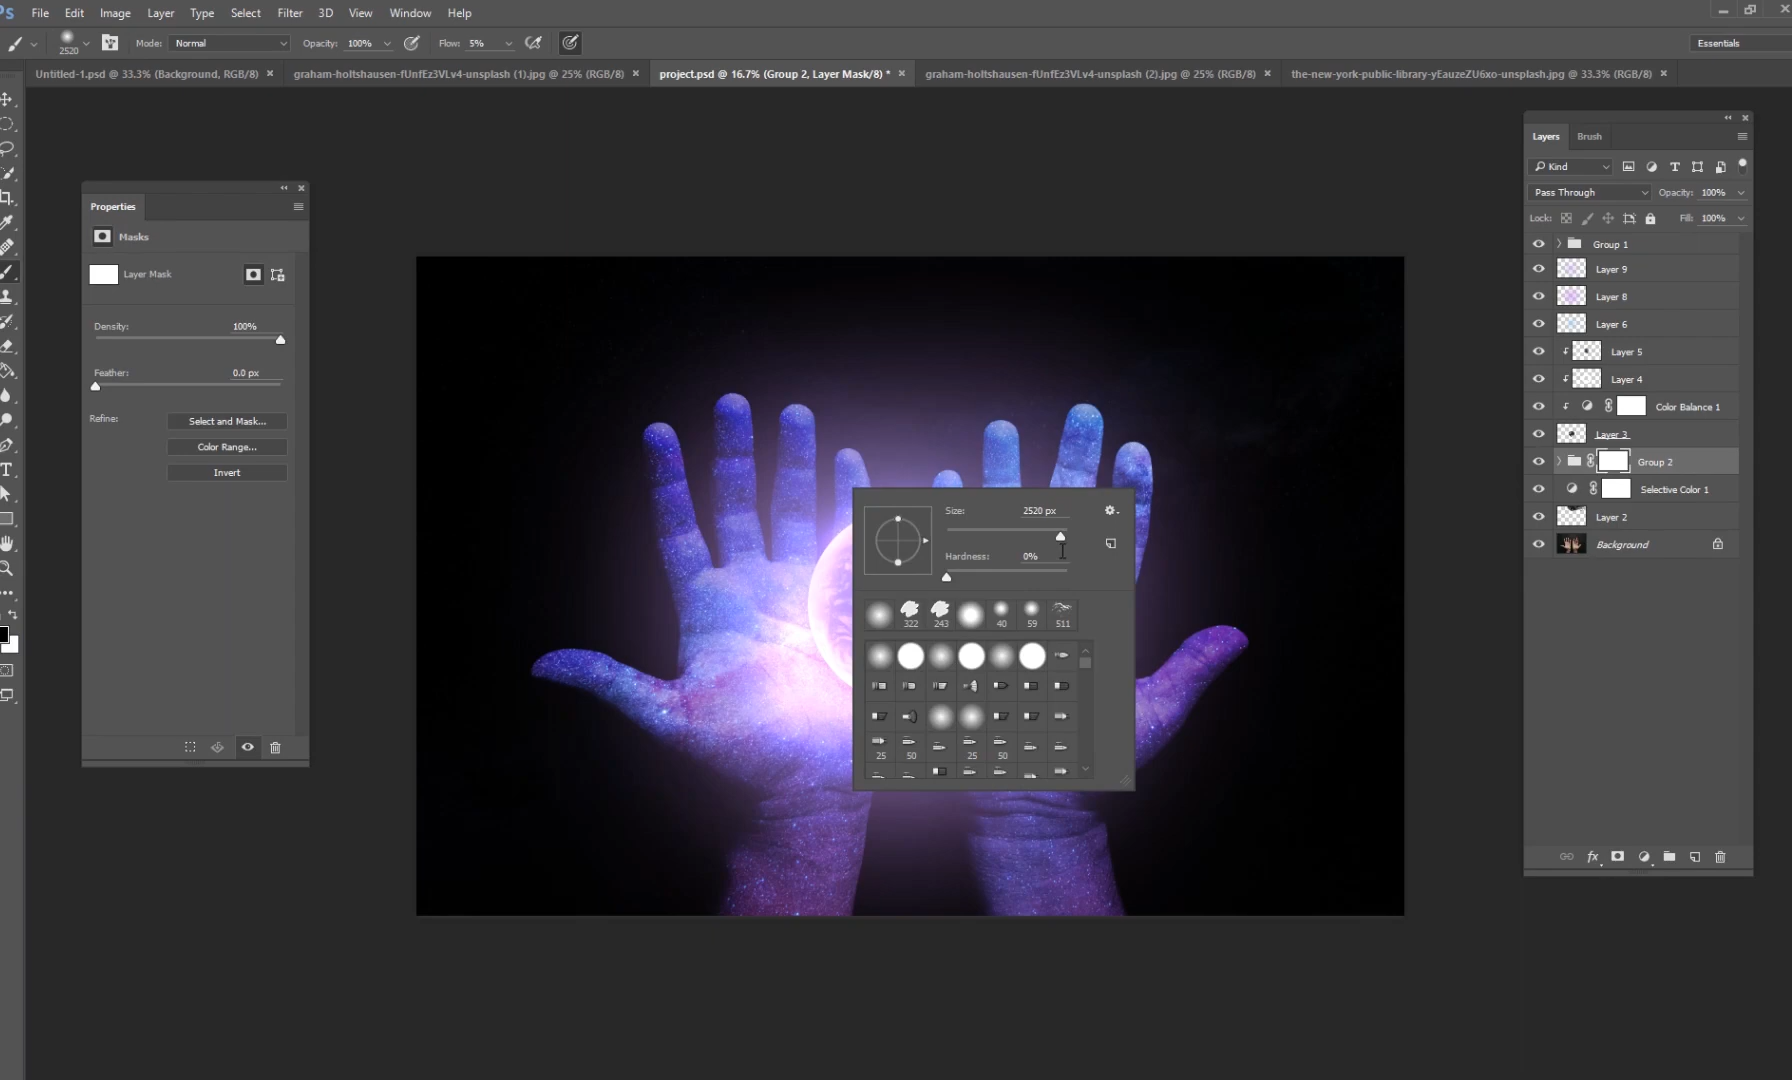 Ps File Edit Image Layer Type Select Filter 3D View Window Help
2520 Mode: Normal Opacity: 100% Flow: 5% Essentials
Untitled-1.psd @ 33.3% (Background, RGB/8) × graham-holtshausen-fUnfEz3VLv4-unsplash (1).jpg @ 25% (RGB/8) × project.psd @ 16.7% (Group 2, Layer Mask/8) * × graham-holtshausen-fUnfEz3VLv4-unsplash (2).jpg @ 25% (RGB/8) × the-new-york-public-library-yEauzeZU6xo-unsplash.jpg @ 33.3% (RGB/8) ×
Properties
Masks
Layer Mask
Density: 100%
Feather: 0.0 px
Refine: Select and Mask...
Color Range...
Invert
Size: 2520 px
Hardness: 0%
322 243 40 59 511
25 50 25 50
Layers Brush
Kind
Pass Through Opacity: 100%
Lock: Fill: 100%
Group 1
Layer 9
Layer 8
Layer 6
Layer 5
Layer 4
Color Balance 1
Layer 3
Group 2
Selective Color 1
Layer 2
Background
fx